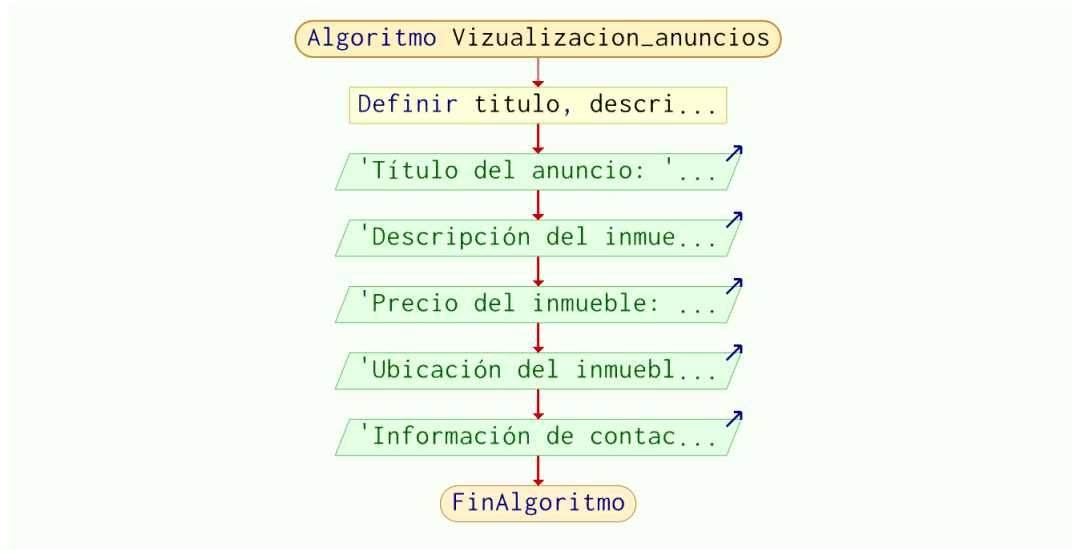 Algoritmo Vizualizacion_anuncios
Definir titulo, descri...
'Título del anuncio: '...
'Descripción del inmue...
'Precio del inmueble: ...
'Ubicación del inmuebl...
'Información de contac...
FinAlgoritmo